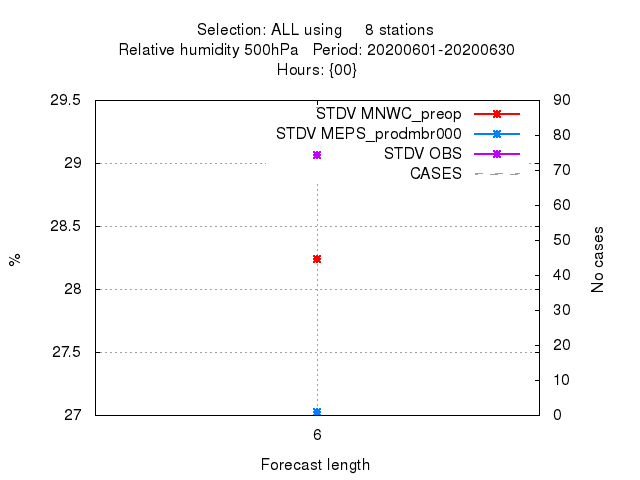 Selection: ALL using 8 stations
Relative humidity 500hPa Period: 20200601-20200630
Hours: {00}
STDV MNWC_preop
STDV MEPS_prodmbr000
STDV OBS
CASES
29.5
29
28.5
28
27.5
27
%
90
80
70
60
50
40
30
20
10
0
No cases
6
Forecast length